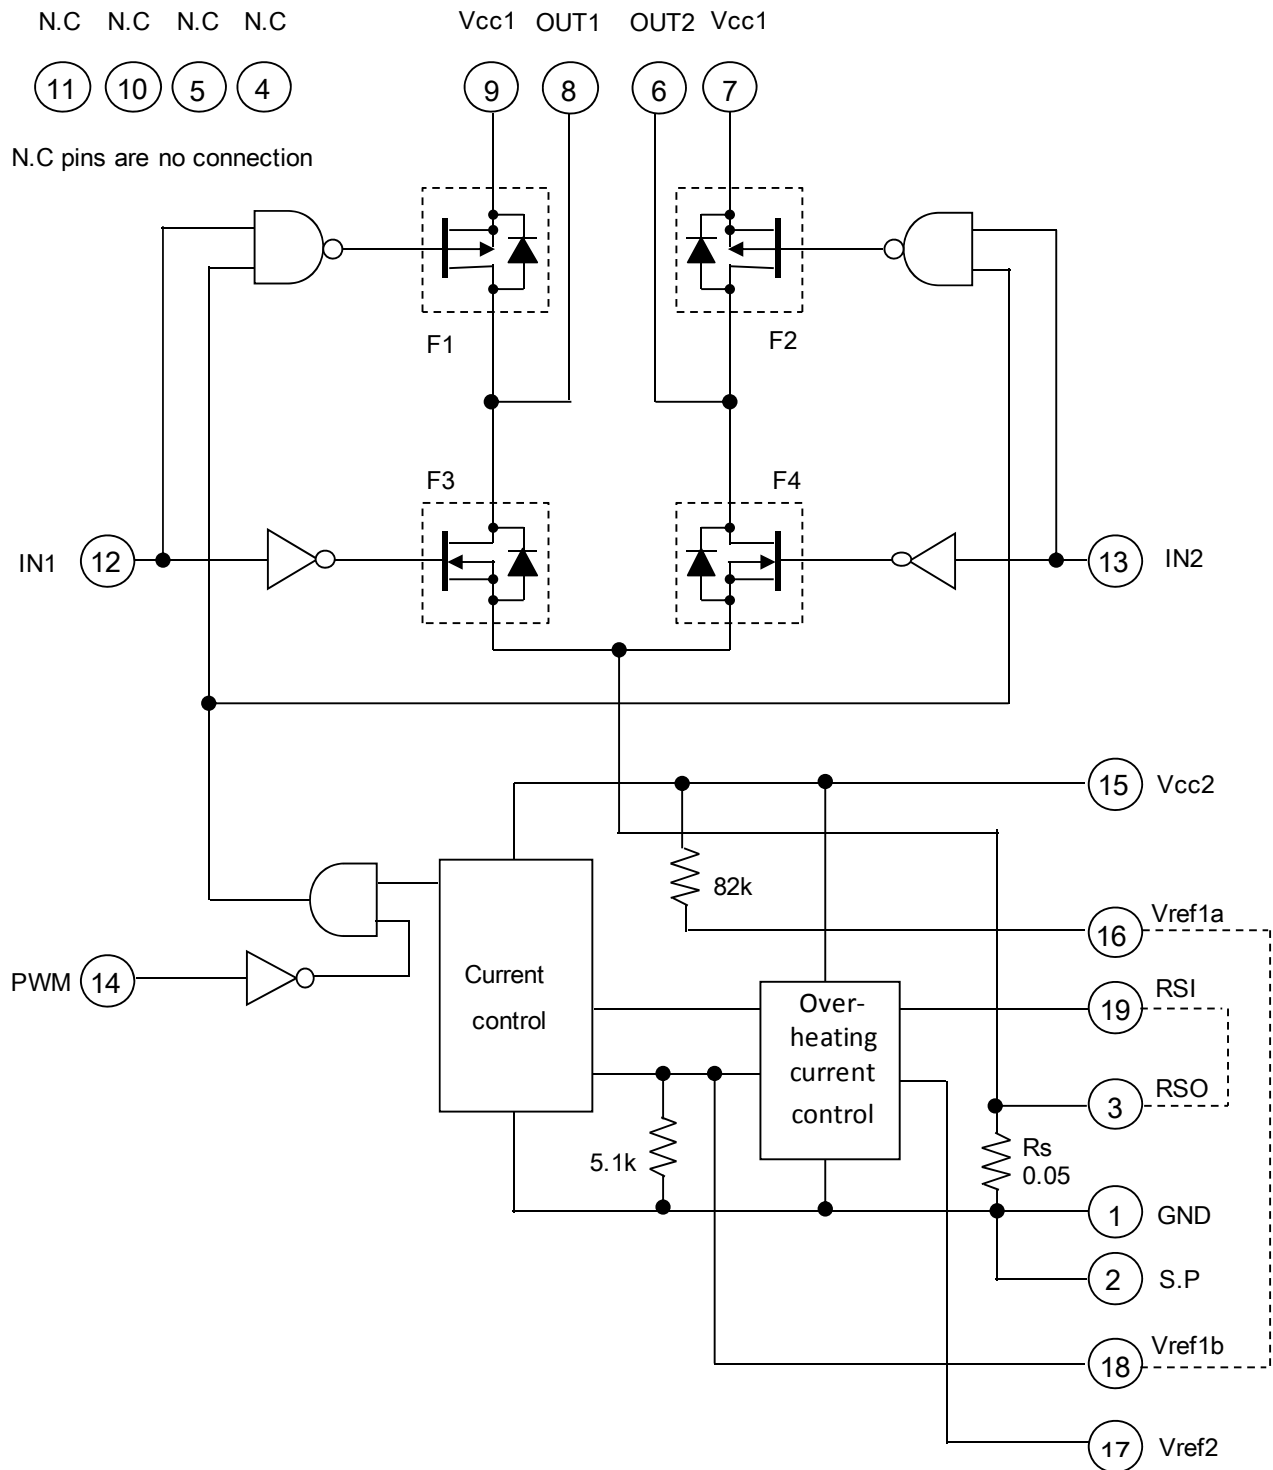 N.C N.C N.C N.C Vcc1 OUT1 OUT2 Vcc1
11 10 5 4 9 8 6 7
N.C pins are no connection
F1 F2
F3 F4
IN1 12 13 IN2
15 Vcc2
82k
16 Vref1a
PWM 14
Current
control
Over-
heating
current
control
19 RSI
3 RSO
5.1k
Rs
0.05
1 GND
2 S.P
18 Vref1b
17 Vref2